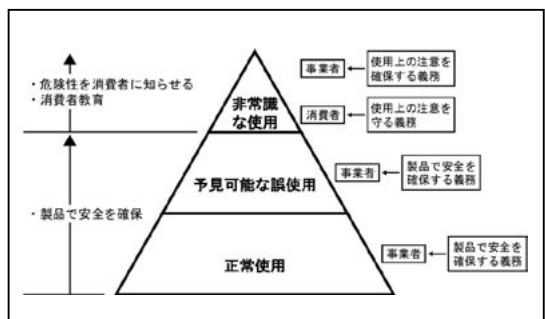 ・危険性を消費者に知らせる
・消費者教育
・製品で安全を確保
非常識
な使用
予見可能な誤使用
正常使用
事業者
使用上の注意を
確保する義務
消費者
使用上の注意を
守る義務
事業者
製品で安全を
確保する義務
事業者
製品で安全を
確保する義務